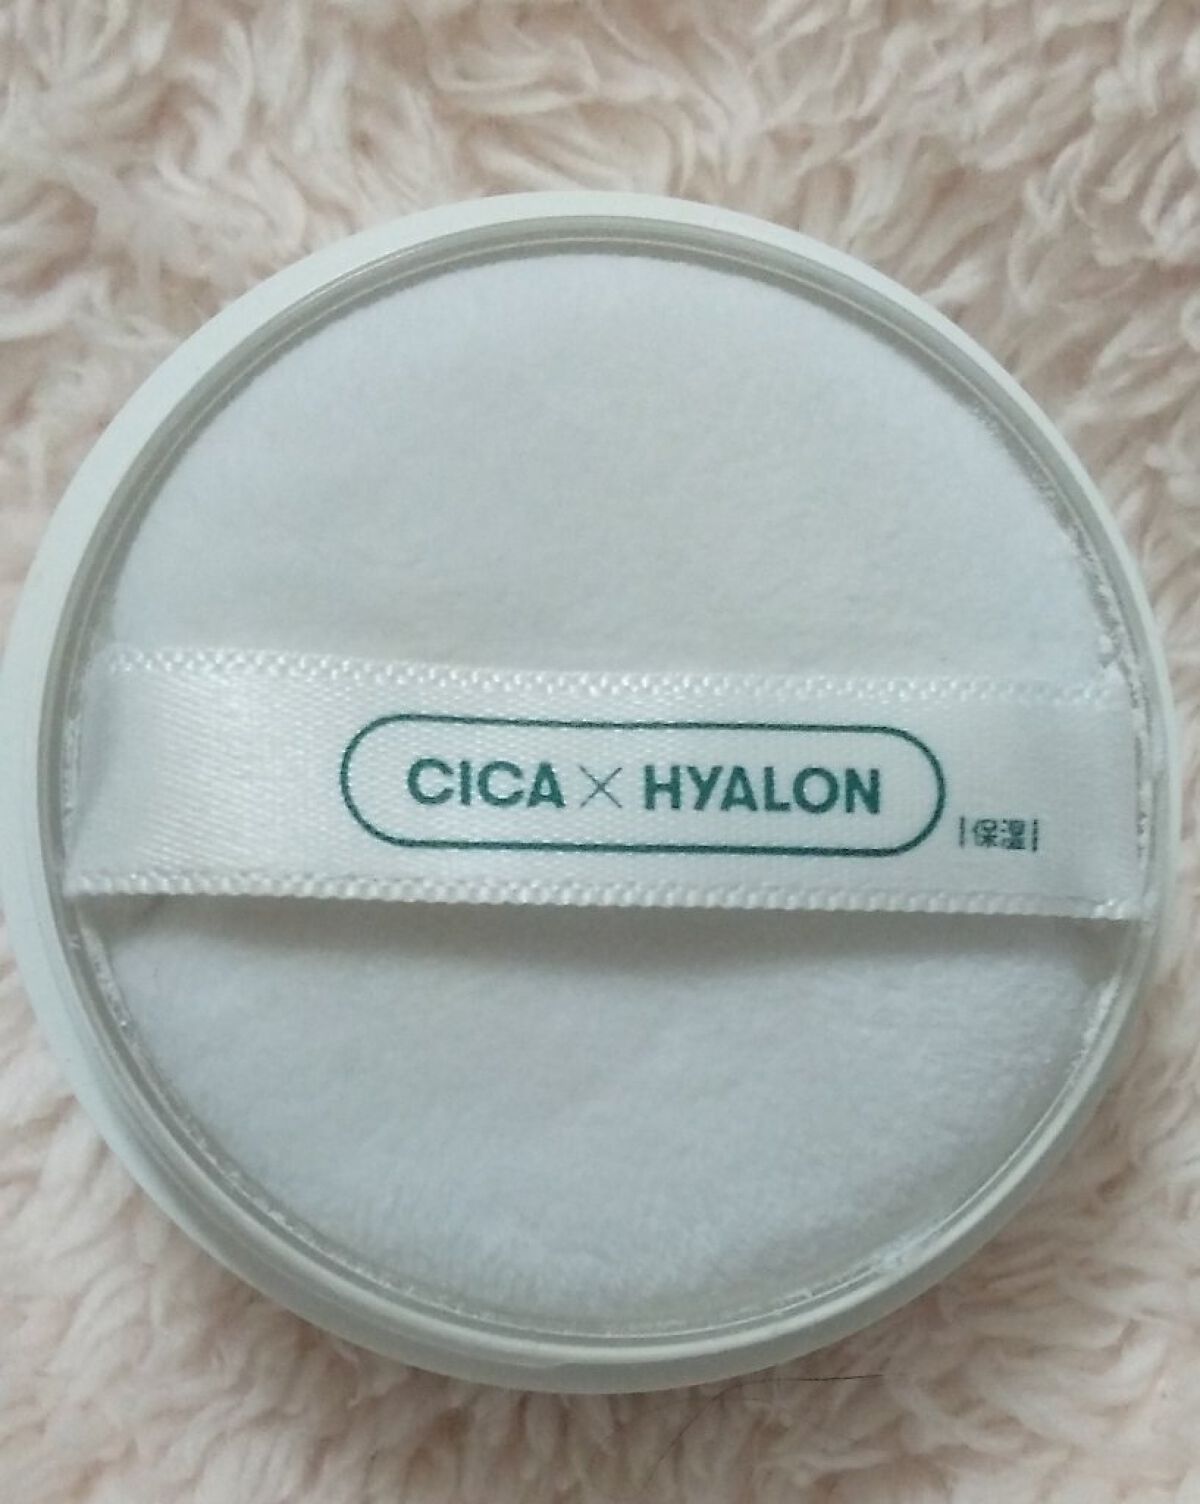 CICA × HYALON
|保湿|